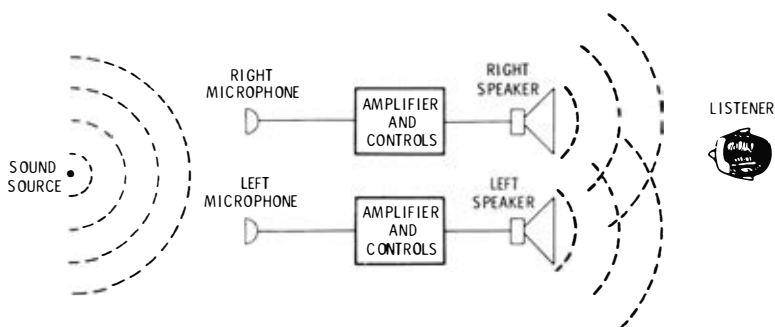 RIGHT
MICROPHONE
AMPLIFIER
AND
CONTROLS
RIGHT
SPEAKER
LISTENER
SOUND
SOURCE
LEFT
MICROPHONE
AMPLIFIER
AND
CONTROLS
LEFT
SPEAKER